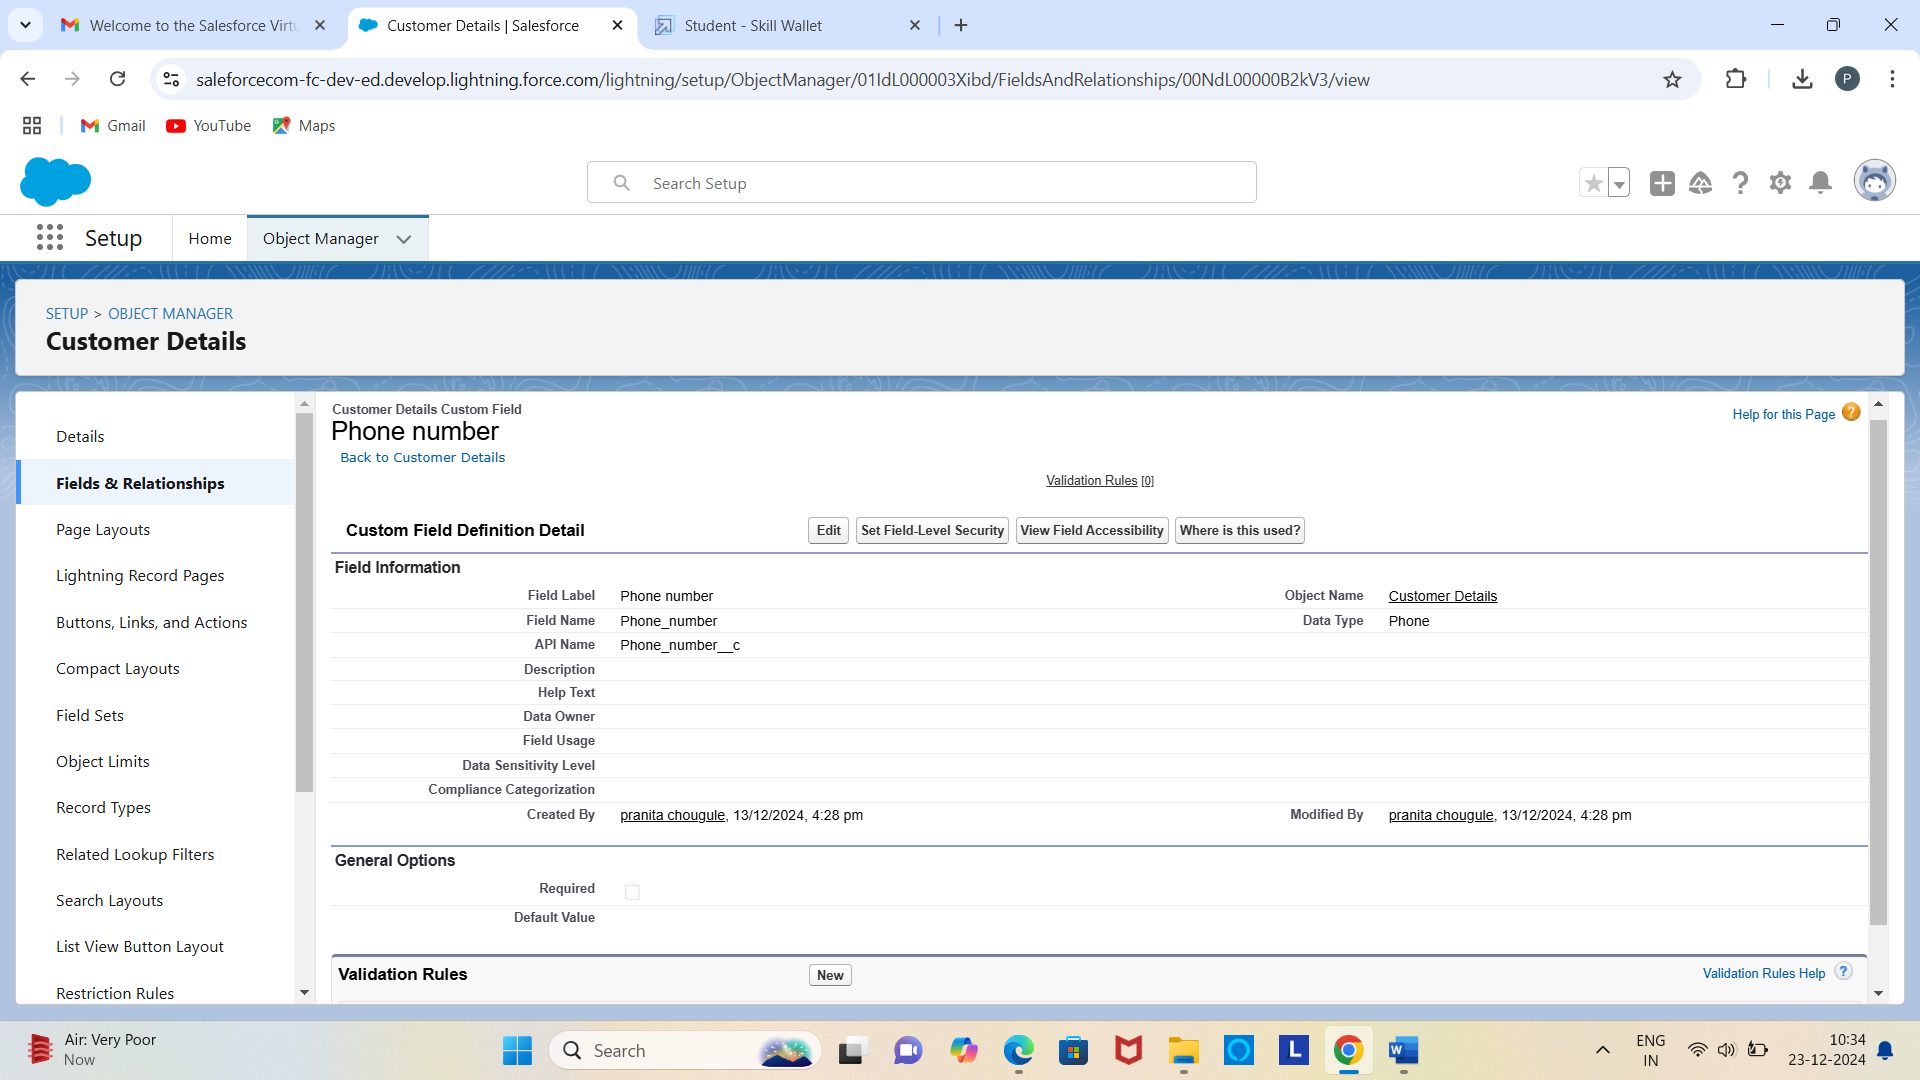 Welcome to the Salesforce Virtu
Customer Details | Salesforce
Student - Skill Wallet
saleforcecom-fc-dev-ed.develop.lightning.force.com/lightning/setup/ObjectManager/01IdL000003Xibd/FieldsAndRelationships/00NdL00000B2kV3/view
P
Gmail
YouTube
Maps
Search Setup
Setup
Home
Object Manager
SETUP > OBJECT MANAGER
Customer Details
Details
Fields & Relationships
Page Layouts
Lightning Record Pages
Buttons, Links, and Actions
Compact Layouts
Field Sets
Object Limits
Record Types
Related Lookup Filters
Search Layouts
List View Button Layout
Restriction Rules
Customer Details Custom Field
Phone number
Back to Customer Details
Help for this Page ?
Validation Rules [0]
Custom Field Definition Detail
Edit
Set Field-Level Security
View Field Accessibility
Where is this used?
Field Information
Field Label Phone number
Object Name Customer Details
Field Name Phone_number
Data Type Phone
API Name Phone_number__c
Description
Help Text
Data Owner
Field Usage
Data Sensitivity Level
Compliance Categorization
Created By pranita chougule, 13/12/2024, 4:28 pm
Modified By pranita chougule, 13/12/2024, 4:28 pm
General Options
Required
Default Value
Validation Rules
New
Validation Rules Help ?
Air: Very Poor
Now
Search
L
W
ENG
IN
10:34
23-12-2024